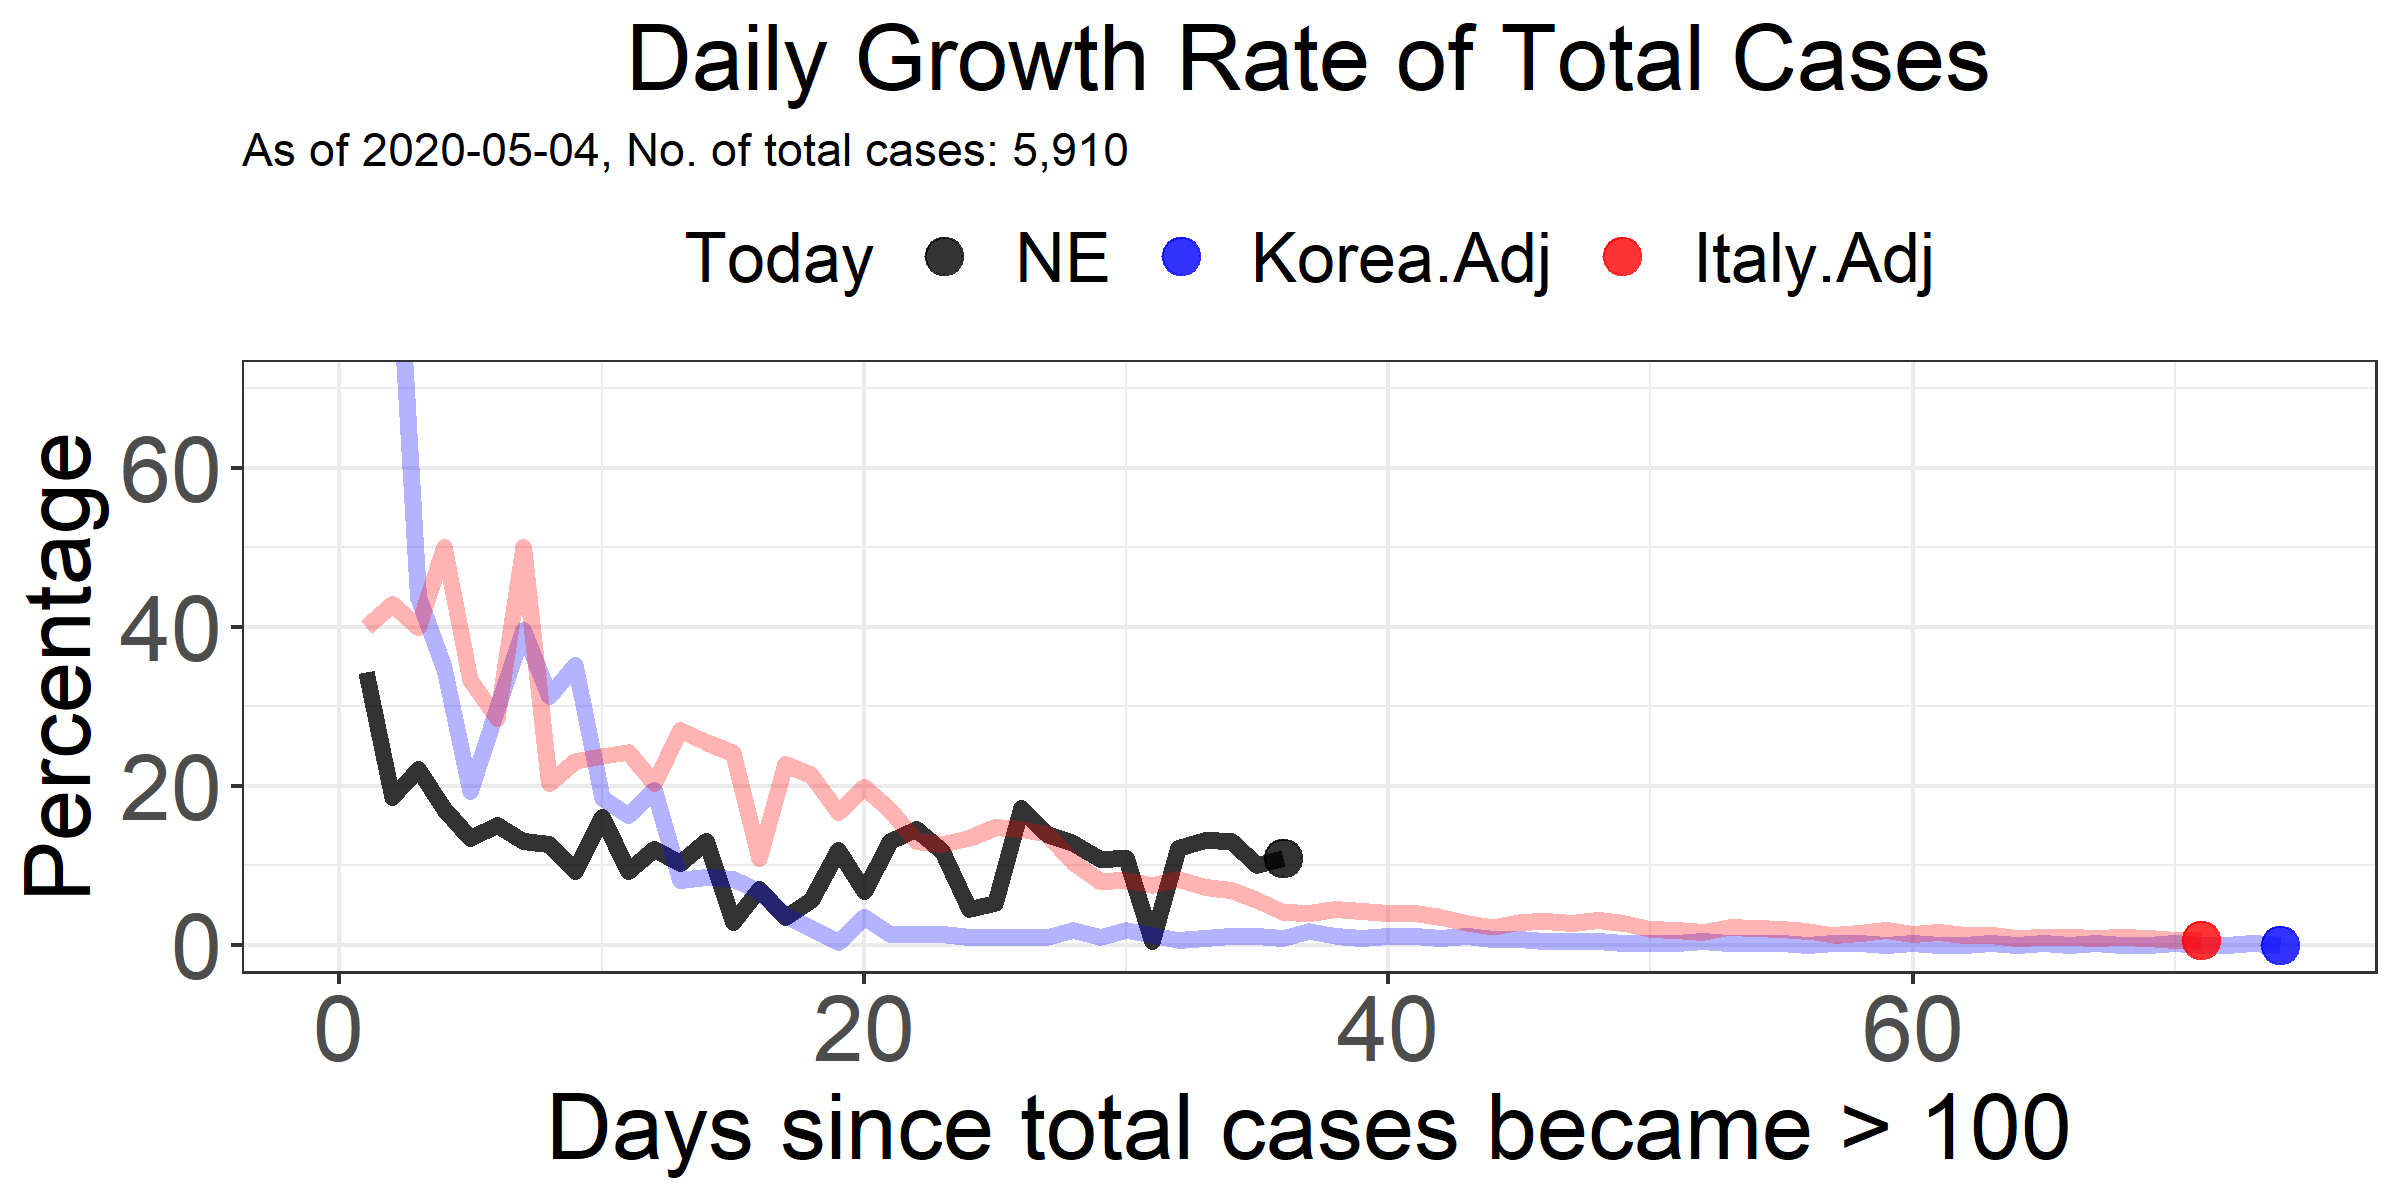 Daily Growth Rate of Total Cases
As of 2020-05-04, No. of total cases: 5,910
Today NE Korea.Adj Italy.Adj
Percentage
60
40
20
0
0 20 40 60
Days since total cases became > 100